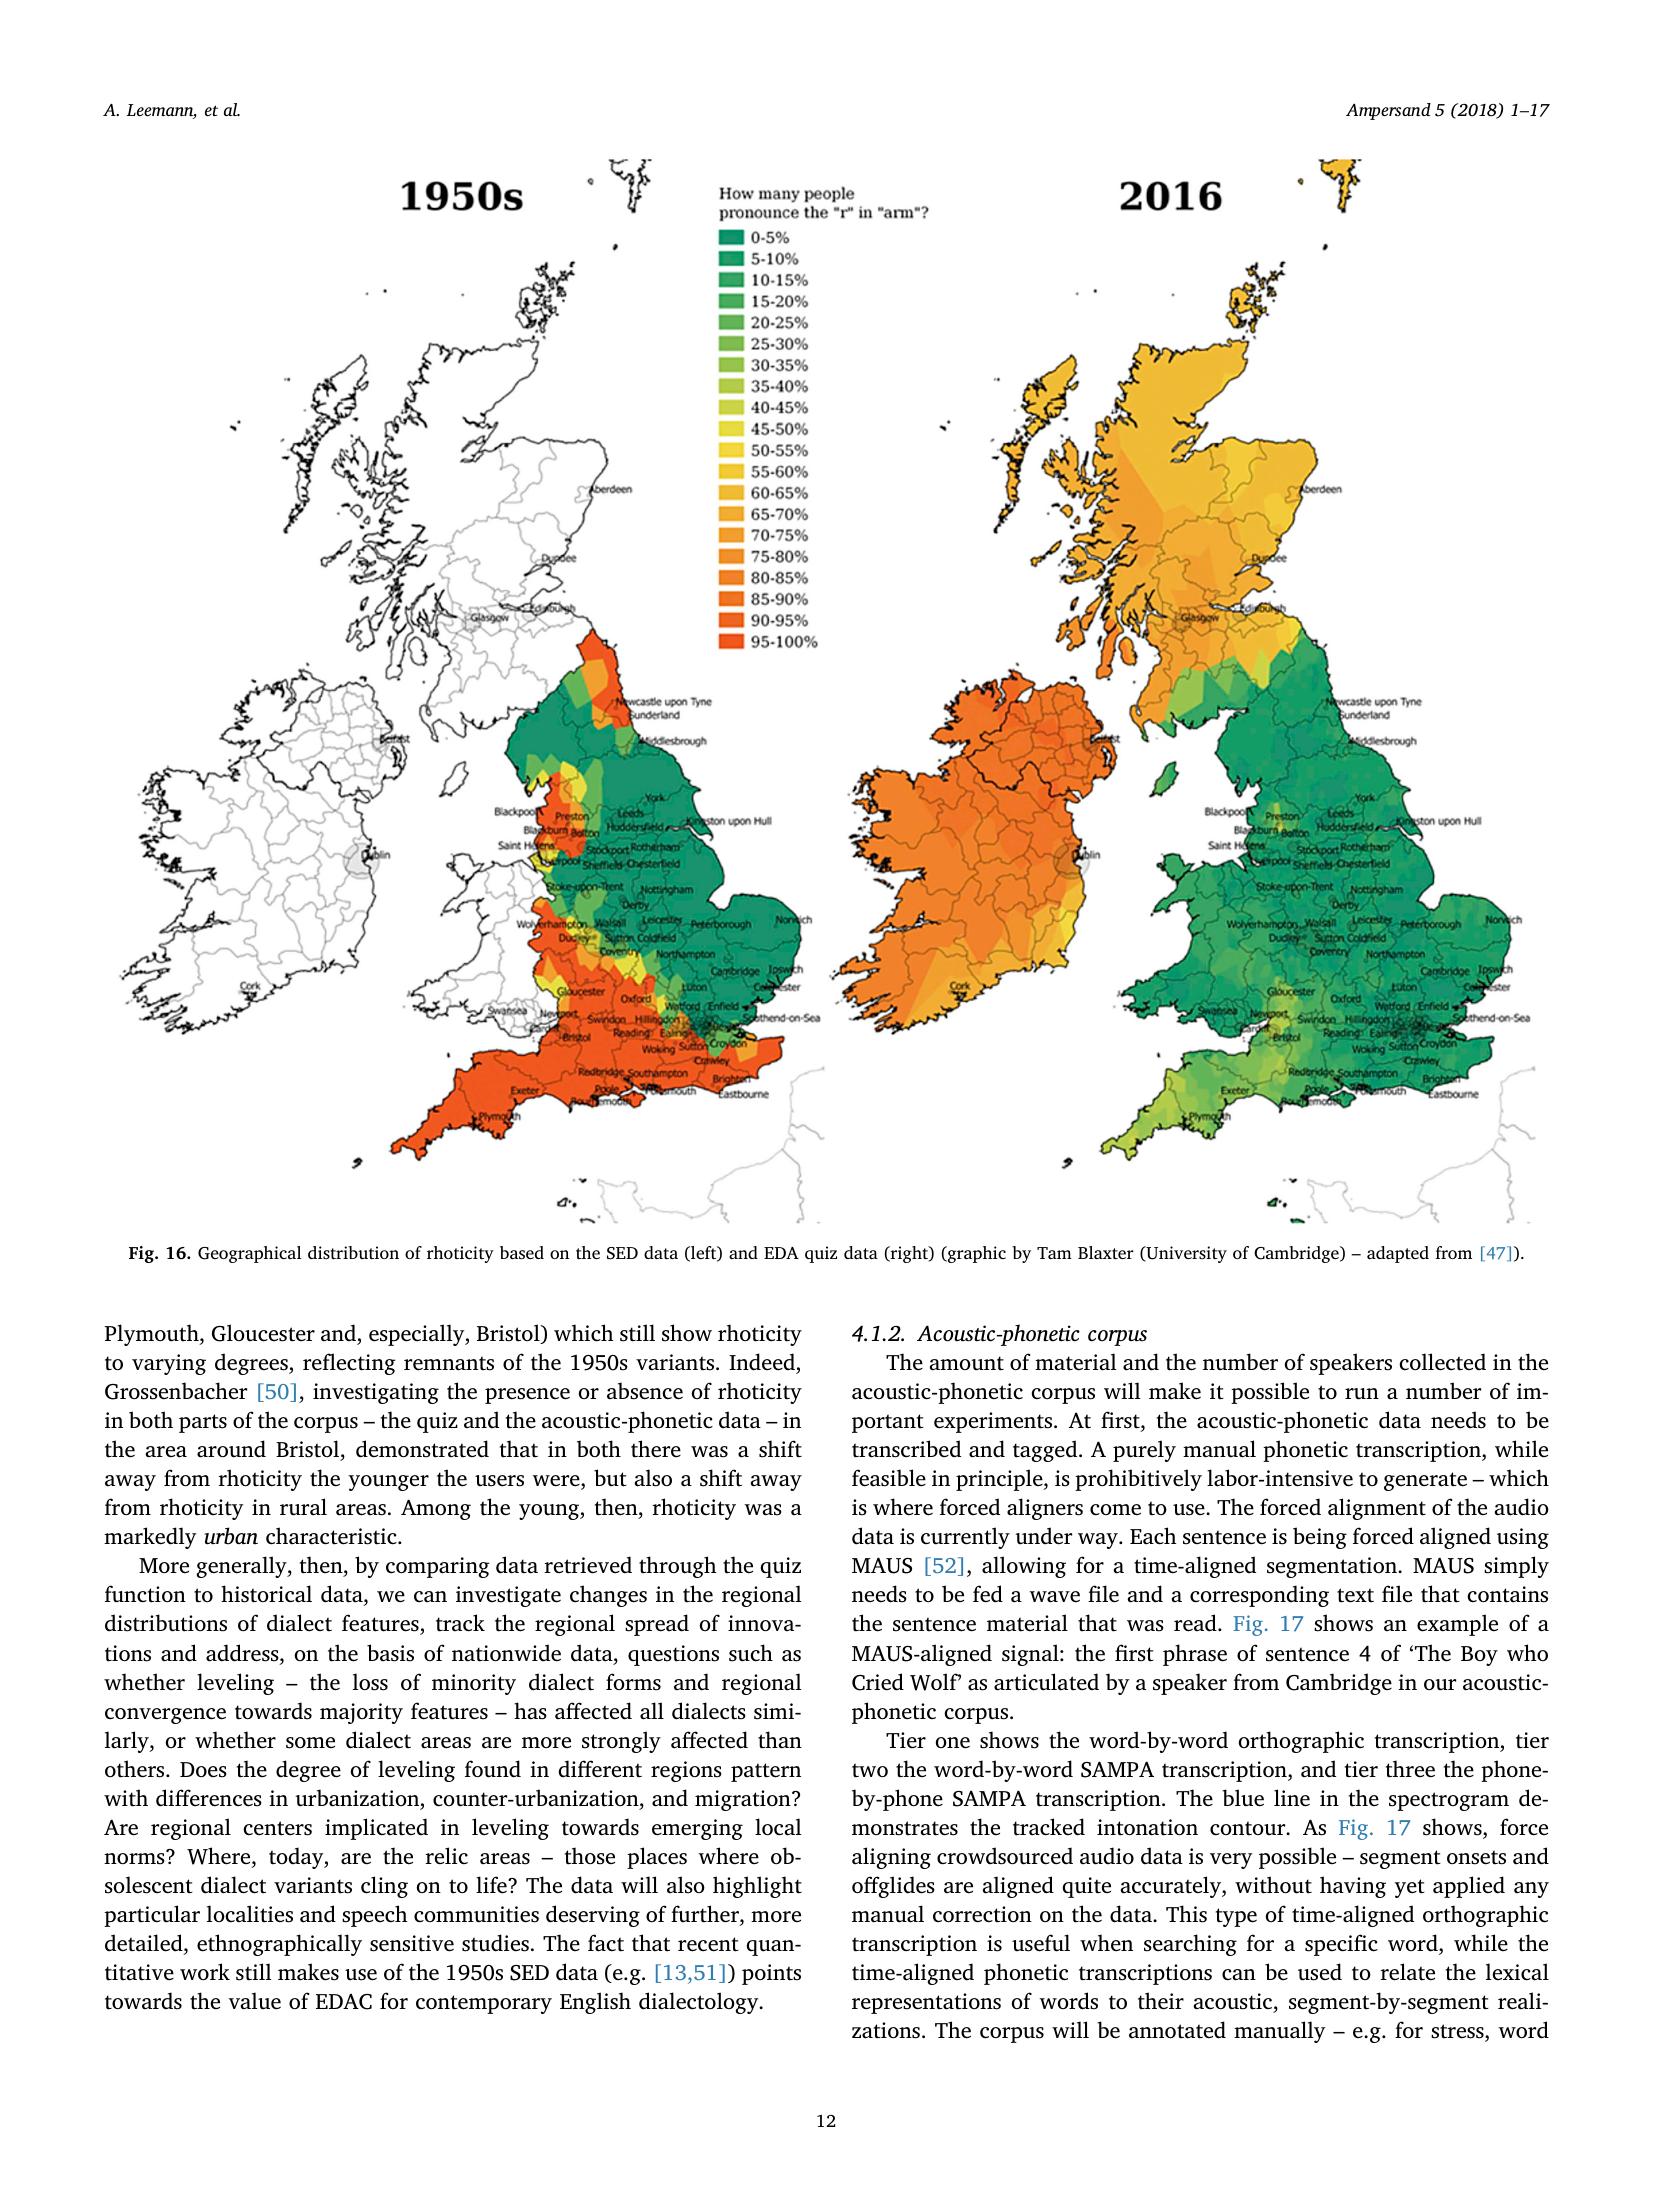 A. Leemann, et al.
Ampersand 5 (2018) 1–17
1950s
How many people
pronounce the "r" in "arm"?
0-5%
5-10%
10-15%
15-20%
20-25%
25-30%
30-35%
35-40%
40-45%
45-50%
50-55%
55-60%
60-65%
65-70%
70-75%
75-80%
80-85%
85-90%
90-95%
95-100%
2016
Aberdeen
Dundee
Edinburgh
Glasgow
Newcastle upon Tyne
Sunderland
Belfast
Middlesbrough
York
Blackpool
Preston
Leeds
Kingston upon Hull
Blackburn
Bolton
Huddersfield
Saint Helens
Stockport
Rotherham
Dublin
Liverpool
Sheffield
Chesterfield
Stoke-upon-Trent
Nottingham
Derby
Wolverhampton
Walsall
Leicester
Peterborough
Norwich
Dudley
Sutton Coldfield
Coventry
Northampton
Cambridge
Ipswich
Cork
Gloucester
Oxford
Luton
Colchester
Swansea
Newport
Watford
Enfield
Swindon
Hillingdon
Southend-on-Sea
Cardiff
Bristol
Reading
Ealing
Woking
Sutton
Croydon
Crawley
Redbridge
Southampton
Brighton
Exeter
Poole
Portsmouth
Eastbourne
Bournemouth
Plymouth
Aberdeen
Dundee
Edinburgh
Glasgow
Newcastle upon Tyne
Sunderland
Belfast
Middlesbrough
York
Blackpool
Preston
Leeds
Kingston upon Hull
Blackburn
Bolton
Huddersfield
Saint Helens
Stockport
Rotherham
Dublin
Liverpool
Sheffield
Chesterfield
Stoke-upon-Trent
Nottingham
Derby
Wolverhampton
Walsall
Leicester
Peterborough
Norwich
Dudley
Sutton Coldfield
Coventry
Northampton
Cambridge
Ipswich
Cork
Gloucester
Oxford
Luton
Colchester
Swansea
Newport
Watford
Enfield
Swindon
Hillingdon
Southend-on-Sea
Cardiff
Bristol
Reading
Ealing
Woking
Sutton
Croydon
Crawley
Redbridge
Southampton
Brighton
Exeter
Poole
Portsmouth
Eastbourne
Bournemouth
Plymouth
Fig. 16. Geographical distribution of rhoticity based on the SED data (left) and EDA quiz data (right) (graphic by Tam Blaxter (University of Cambridge) – adapted from [47]).
Plymouth, Gloucester and, especially, Bristol) which still show rhoticity
to varying degrees, reflecting remnants of the 1950s variants. Indeed,
Grossenbacher [50], investigating the presence or absence of rhoticity
in both parts of the corpus – the quiz and the acoustic-phonetic data – in
the area around Bristol, demonstrated that in both there was a shift
away from rhoticity the younger the users were, but also a shift away
from rhoticity in rural areas. Among the young, then, rhoticity was a
markedly urban characteristic.
More generally, then, by comparing data retrieved through the quiz
function to historical data, we can investigate changes in the regional
distributions of dialect features, track the regional spread of innova-
tions and address, on the basis of nationwide data, questions such as
whether leveling – the loss of minority dialect forms and regional
convergence towards majority features – has affected all dialects simi-
larly, or whether some dialect areas are more strongly affected than
others. Does the degree of leveling found in different regions pattern
with differences in urbanization, counter-urbanization, and migration?
Are regional centers implicated in leveling towards emerging local
norms? Where, today, are the relic areas – those places where ob-
solescent dialect variants cling on to life? The data will also highlight
particular localities and speech communities deserving of further, more
detailed, ethnographically sensitive studies. The fact that recent quan-
titative work still makes use of the 1950s SED data (e.g. [13,51]) points
towards the value of EDAC for contemporary English dialectology.
4.1.2. Acoustic-phonetic corpus
The amount of material and the number of speakers collected in the
acoustic-phonetic corpus will make it possible to run a number of im-
portant experiments. At first, the acoustic-phonetic data needs to be
transcribed and tagged. A purely manual phonetic transcription, while
feasible in principle, is prohibitively labor-intensive to generate – which
is where forced aligners come to use. The forced alignment of the audio
data is currently under way. Each sentence is being forced aligned using
MAUS [52], allowing for a time-aligned segmentation. MAUS simply
needs to be fed a wave file and a corresponding text file that contains
the sentence material that was read. Fig. 17 shows an example of a
MAUS-aligned signal: the first phrase of sentence 4 of ‘The Boy who
Cried Wolf’ as articulated by a speaker from Cambridge in our acoustic-
phonetic corpus.
Tier one shows the word-by-word orthographic transcription, tier
two the word-by-word SAMPA transcription, and tier three the phone-
by-phone SAMPA transcription. The blue line in the spectrogram de-
monstrates the tracked intonation contour. As Fig. 17 shows, force
aligning crowdsourced audio data is very possible – segment onsets and
offglides are aligned quite accurately, without having yet applied any
manual correction on the data. This type of time-aligned orthographic
transcription is useful when searching for a specific word, while the
time-aligned phonetic transcriptions can be used to relate the lexical
representations of words to their acoustic, segment-by-segment reali-
zations. The corpus will be annotated manually – e.g. for stress, word
12